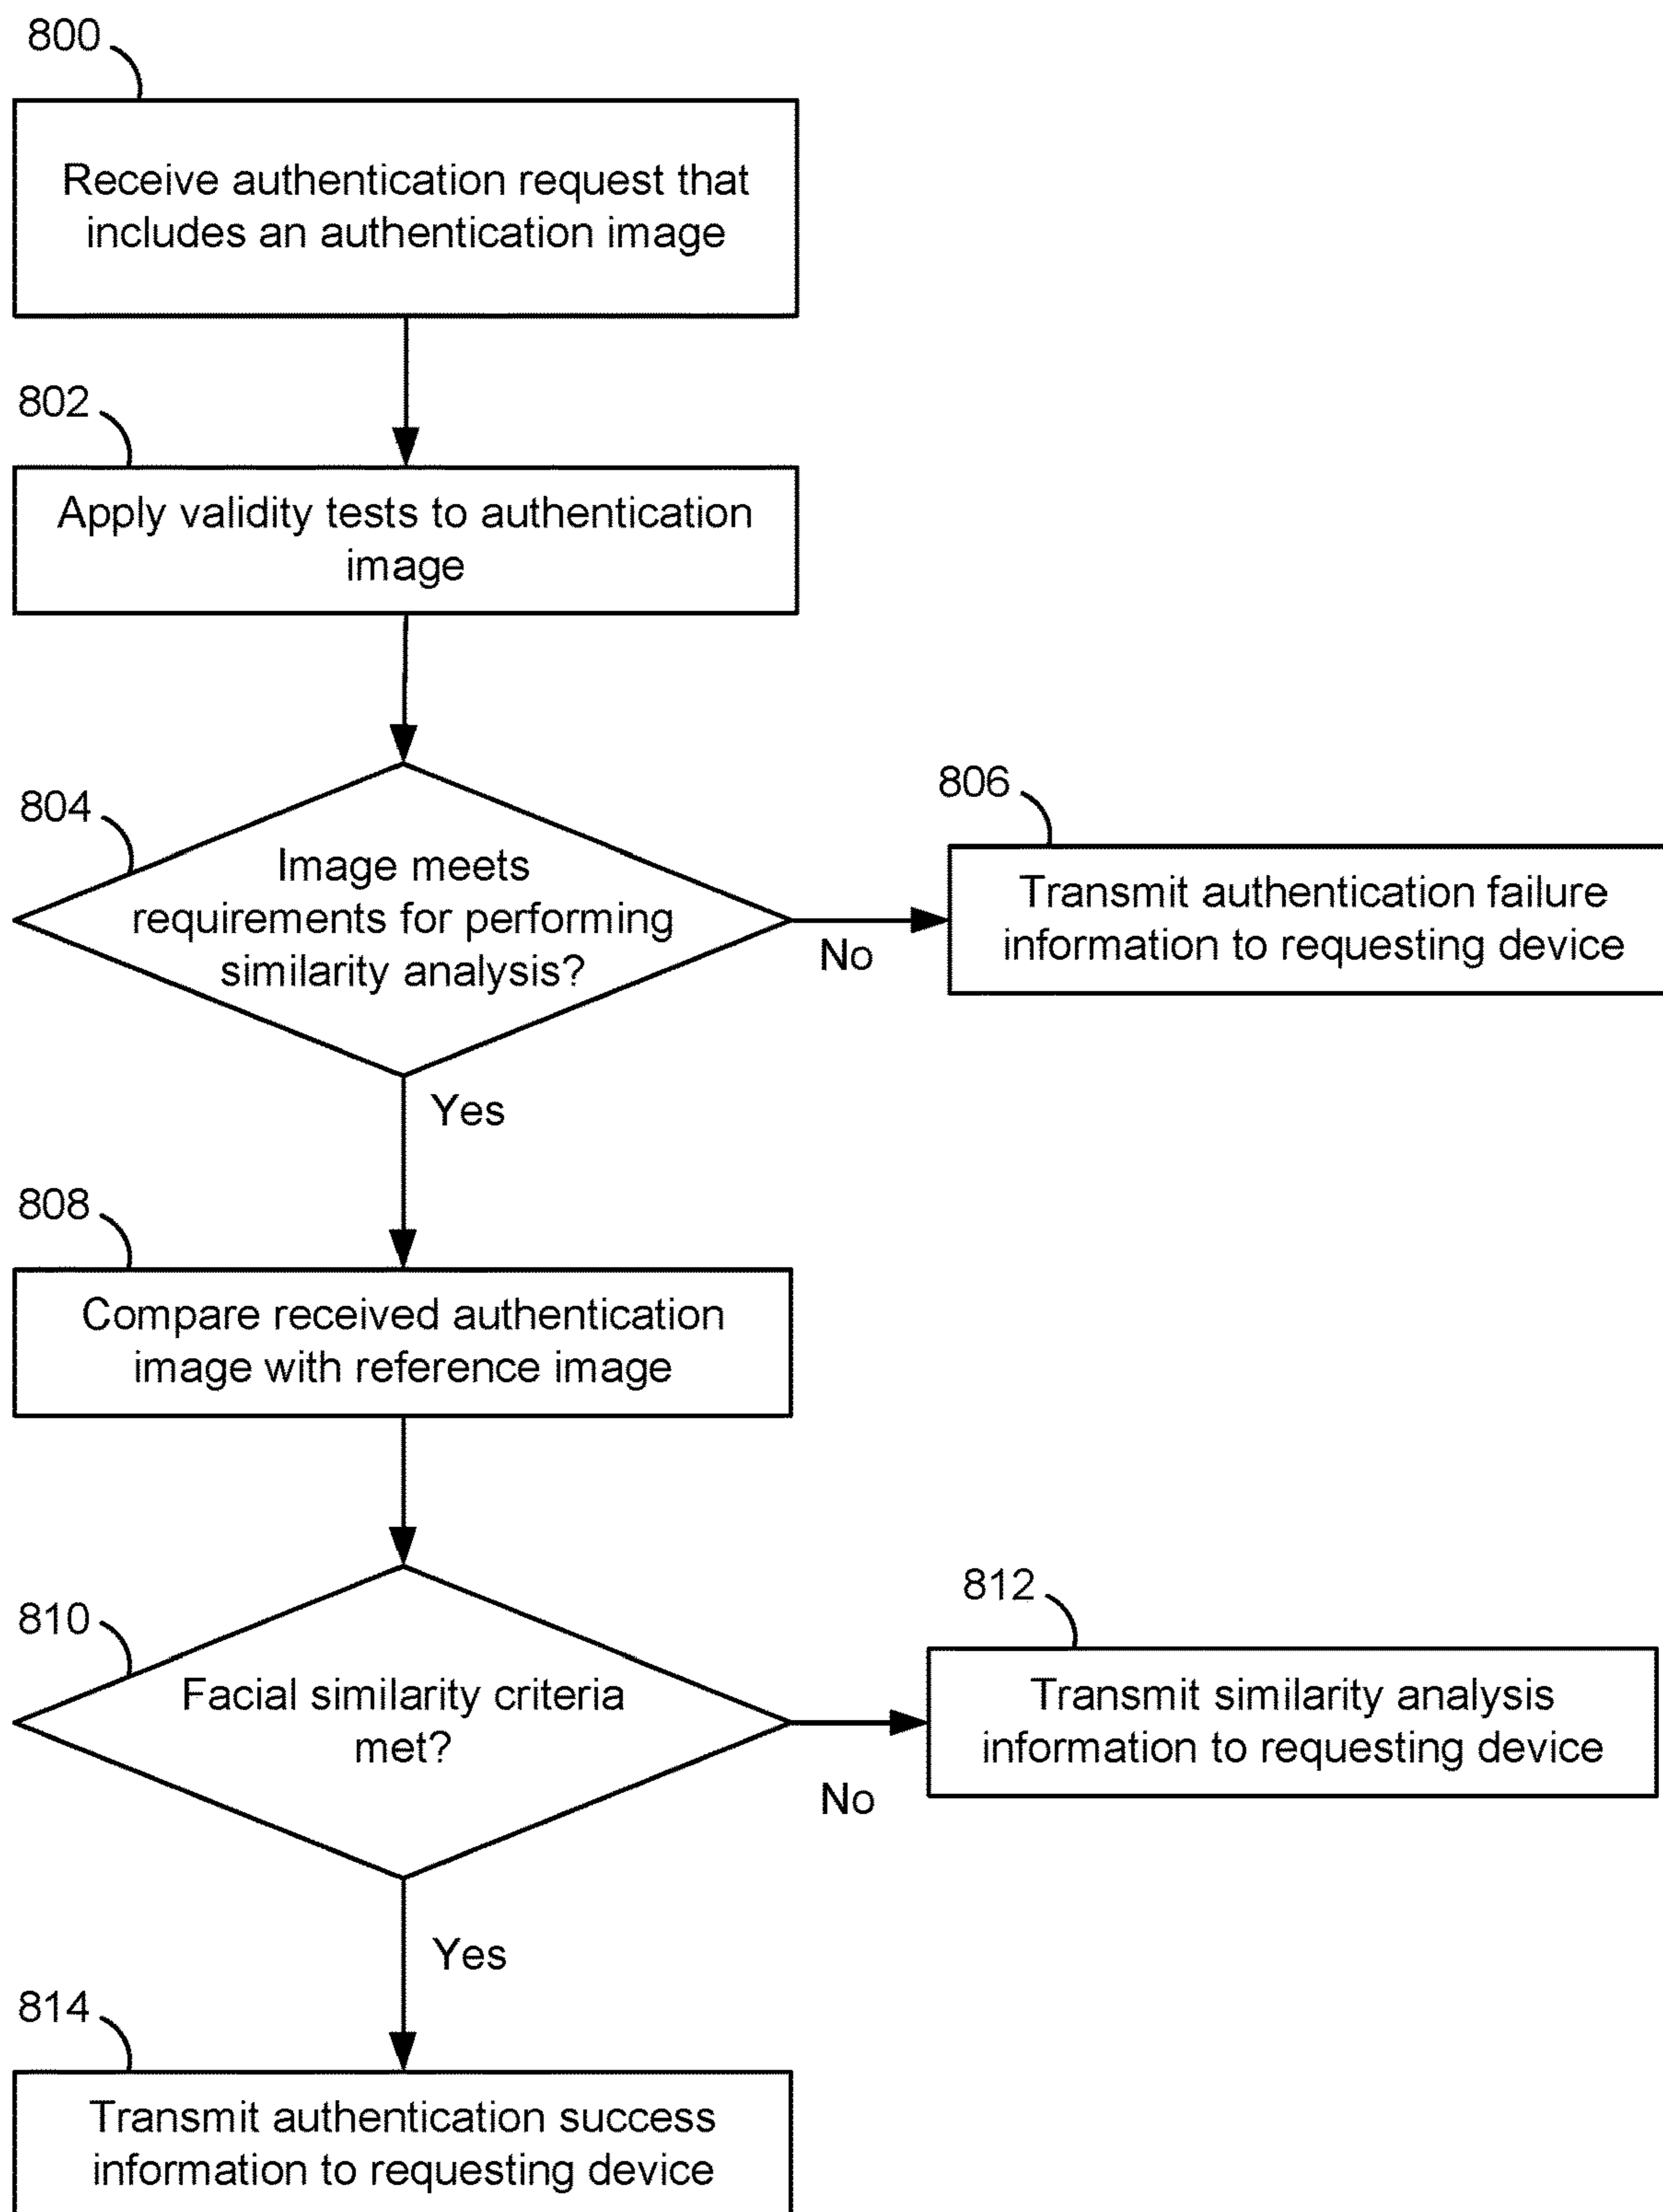 800
Receive authentication request that
includes an authentication image
802
Apply validity tests to authentication
image
804
Image meets
requirements for performing
similarity analysis?
No
806
Transmit authentication failure
information to requesting device
Yes
808
Compare received authentication
image with reference image
810
Facial similarity criteria
met?
No
812
Transmit similarity analysis
information to requesting device
Yes
814
Transmit authentication success
information to requesting device